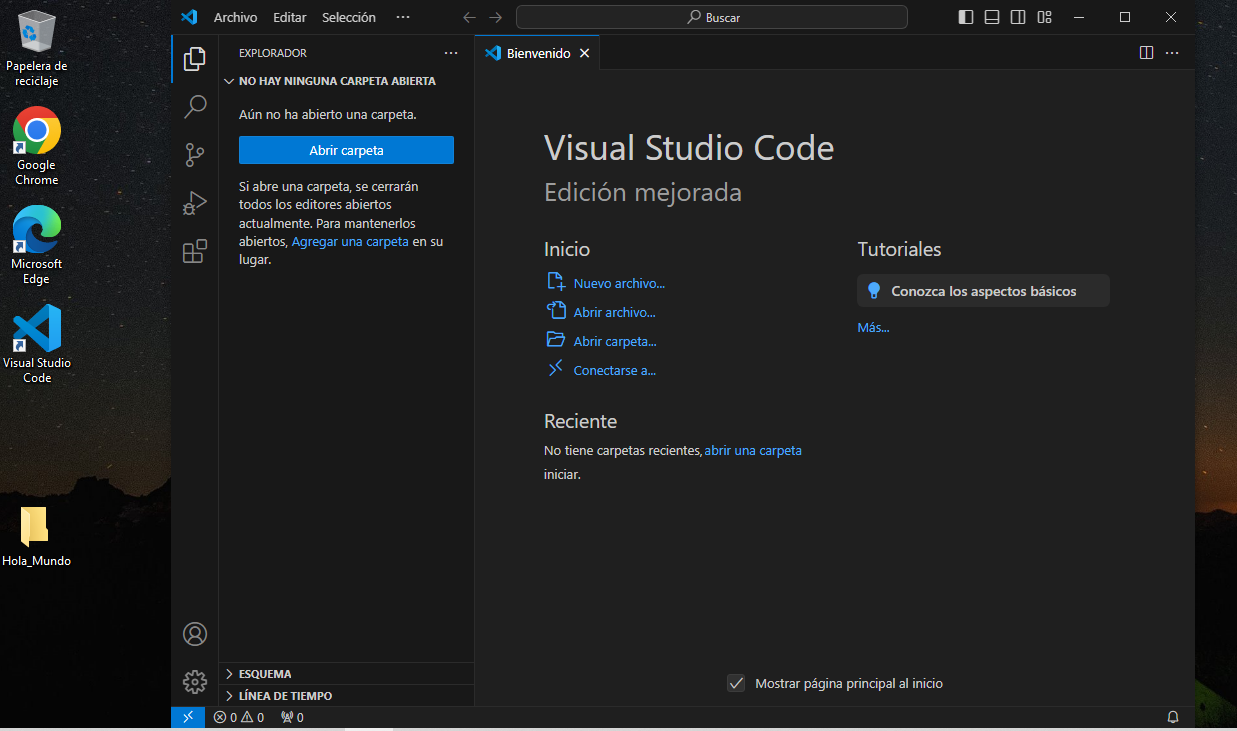 Papelera de
reciclaje
Google
Chrome
Microsoft
Edge
Visual Studio
Code
Hola_Mundo
Archivo Editar Selección ···
Buscar
EXPLORADOR ···
NO HAY NINGUNA CARPETA ABIERTA
Aún no ha abierto una carpeta.
Abrir carpeta
Si abre una carpeta, se cerrarán
todos los editores abiertos
actualmente. Para mantenerlos
abiertos, Agregar una carpeta en su
lugar.
ESQUEMA
LÍNEA DE TIEMPO
Bienvenido
Visual Studio Code
Edición mejorada
Inicio
Nuevo archivo...
Abrir archivo...
Abrir carpeta...
Conectarse a...
Reciente
No tiene carpetas recientes, abrir una carpeta
iniciar.
Tutoriales
Conozca los aspectos básicos
Más...
Mostrar página principal al inicio
0 0 0